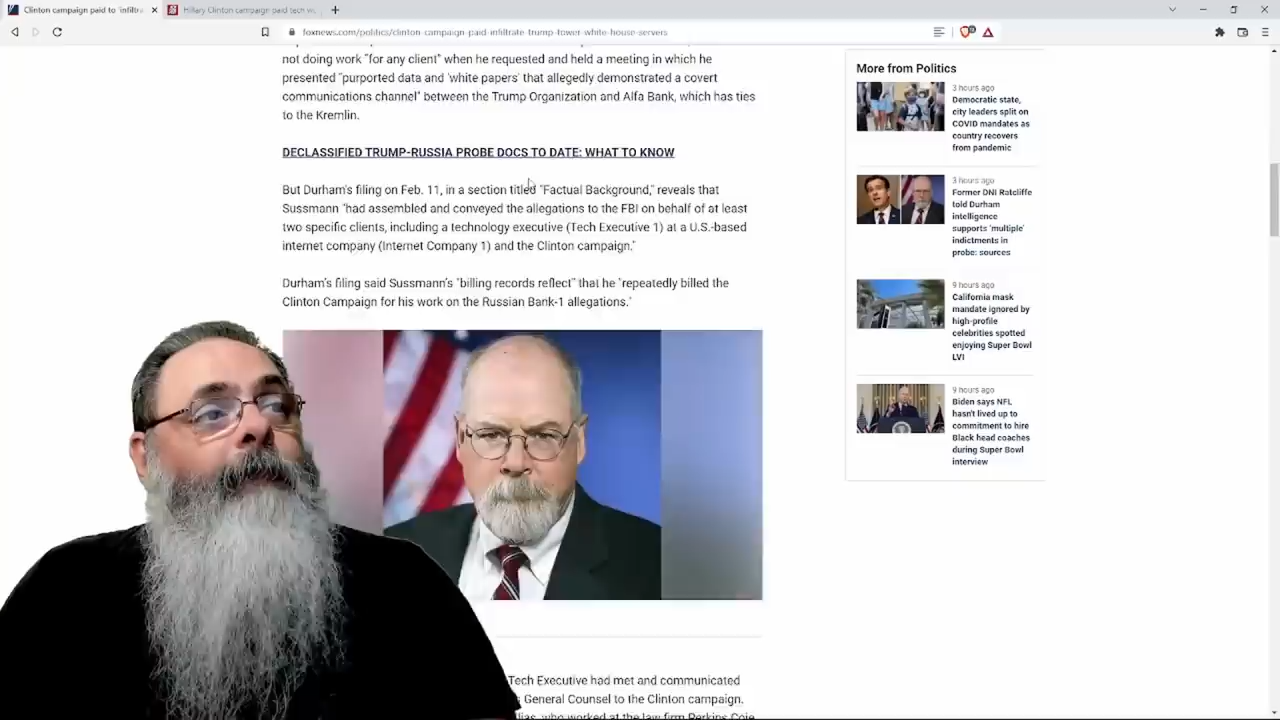 Clinton campaign paid to 'infiltra
Hillary Clinton campaign paid tech w
foxnews.com/politics/clinton-campaign-paid-infiltrate-trump-tower-white-house-servers
not doing work "for any client" when he requested and held a meeting in which he
presented "purported data and 'white papers' that allegedly demonstrated a covert
communications channel" between the Trump Organization and Alfa Bank, which has ties
to the Kremlin.
DECLASSIFIED TRUMP-RUSSIA PROBE DOCS TO DATE: WHAT TO KNOW
But Durham's filing on Feb. 11, in a section titled "Factual Background," reveals that
Sussmann "had assembled and conveyed the allegations to the FBI on behalf of at least
two specific clients, including a technology executive (Tech Executive 1) at a U.S.-based
internet company (Internet Company 1) and the Clinton campaign."
Durham's filing said Sussmann's "billing records reflect" that he "repeatedly billed the
Clinton Campaign for his work on the Russian Bank-1 allegations."
Tech Executive had met and communicated
General Counsel to the Clinton campaign.
who worked at the law firm Perkins Coie
More from Politics
3 hours ago
Democratic state,
city leaders split on
COVID mandates as
country recovers
from pandemic
3 hours ago
Former DNI Ratcliffe
told Durham
intelligence
supports 'multiple'
indictments in
probe: sources
9 hours ago
California mask
mandate ignored by
high-profile
celebrities spotted
enjoying Super Bowl
LVI
9 hours ago
Biden says NFL
hasn't lived up to
commitment to hire
Black head coaches
during Super Bowl
interview